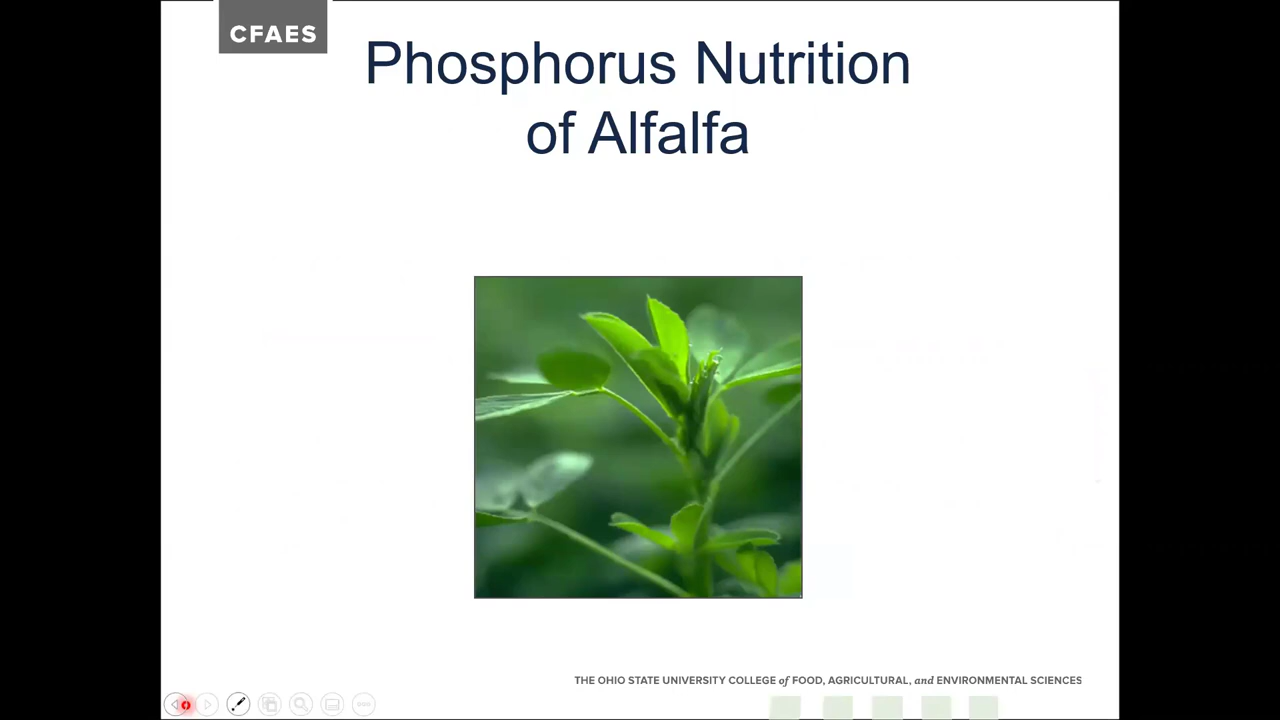 CFAES
Phosphorus Nutrition
of Alfalfa
THE OHIO STATE UNIVERSITY COLLEGE of FOOD, AGRICULTURAL, and ENVIRONMENTAL SCIENCES